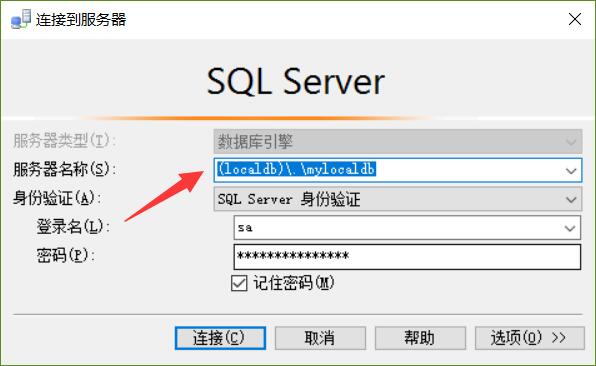 连接到服务器
SQL Server
服务器类型(T):
数据库引擎
服务器名称(S):
(localdb)\.\mylocaldb
身份验证(A):
SQL Server 身份验证
登录名(L):
sa
密码(P):
***************
记住密码(M)
连接(C)
取消
帮助
选项(O) >>